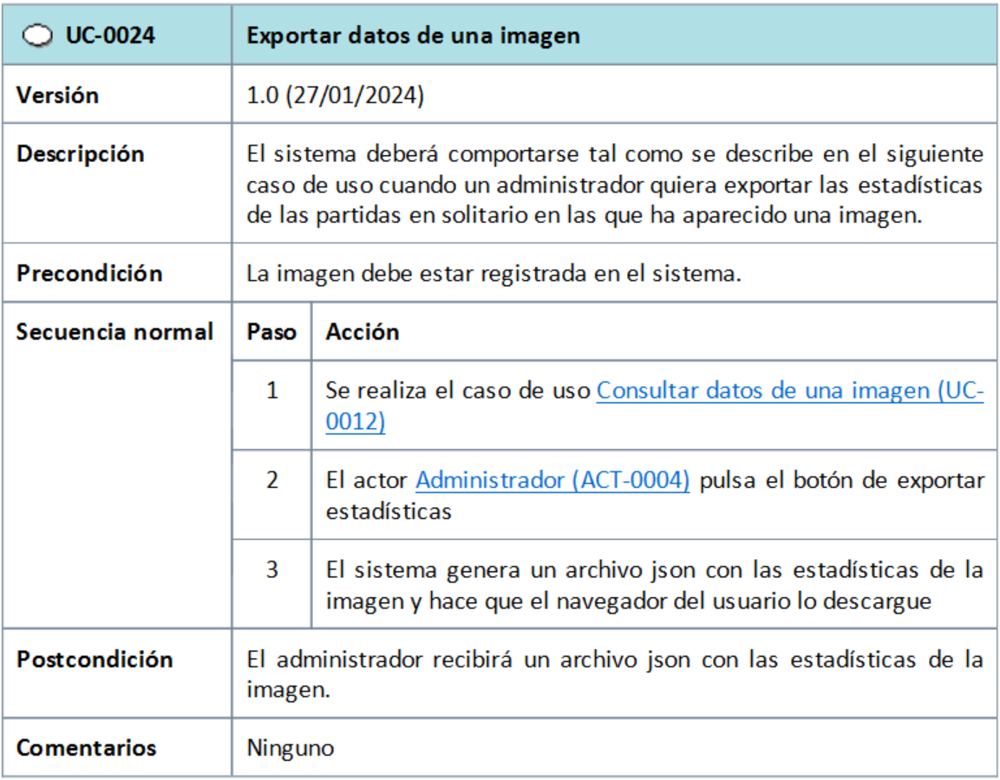 UC-0024 Exportar datos de una imagen
Versión 1.0 (27/01/2024)
Descripción El sistema deberá comportarse tal como se describe en el siguiente
caso de uso cuando un administrador quiera exportar las estadísticas
de las partidas en solitario en las que ha aparecido una imagen.
Precondición La imagen debe estar registrada en el sistema.
Secuencia normal Paso Acción
1 Se realiza el caso de uso Consultar datos de una imagen (UC-
0012)
2 El actor Administrador (ACT-0004) pulsa el botón de exportar
estadísticas
3 El sistema genera un archivo json con las estadísticas de la
imagen y hace que el navegador del usuario lo descargue
Postcondición El administrador recibirá un archivo json con las estadísticas de la
imagen.
Comentarios Ninguno